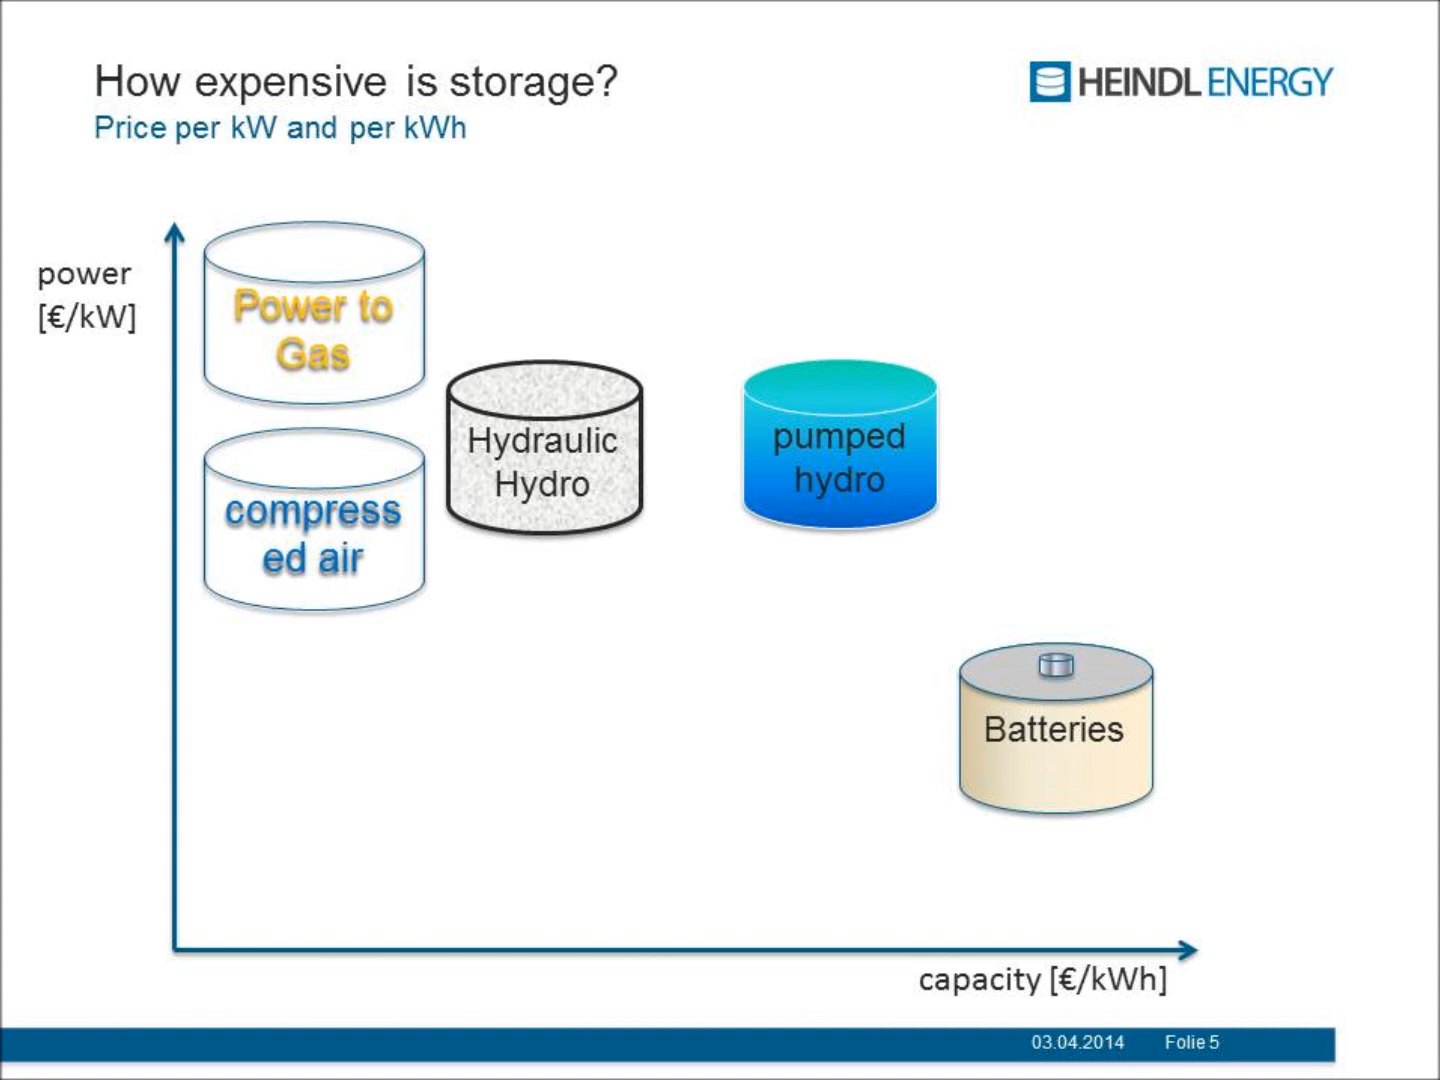 How expensive is storage?
Price per kW and per kWh
HEINDL ENERGY
power
[€/kW]
Power to
Gas
compress
ed air
Hydraulic
Hydro
pumped
hydro
Batteries
capacity [€/kWh]
03.04.2014 Folie 5